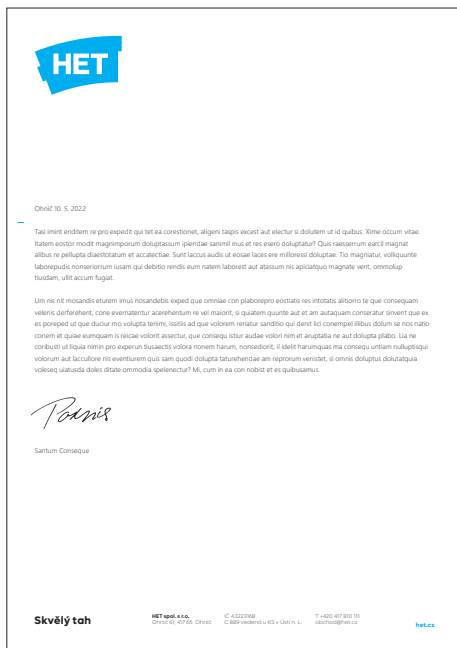 HET
Ohnič 10. 5. 2022
Tasi imint enditem re pro expedit qui tet ea corestionet, aligeni taspis excest aut electur si dolutem ut id quibus. Xime occum vitae.
Itatem eostor modit magnimporum doluptassum ipiendae sanimil inus et res esero doluptatur? Quis raesserrum earcil magnat
alibus re pellupta diaestotatum et accatectiae. Sunt laccus audis ut eosae laces ere milloressi doluptae. Tio magniatur, volliquunte
laborepudis nonseriorrum iusam qui debitio rendis eum natem laborest aut atassum nis apiciatquo magnate vent, ommolup
tiusdam, ullit accum fugiat.
Um nis nit mosandis eturem imus nosandebis exped que omniae con plaborepro eostiatis res intotatis alitiorro te que consequam
veleris derferehent, cone evernatentur acerehentum re vel maiorit, si quiatem quunte aut et am autaquam conseratur sinvent que ex
es poreped ut que duciur mo volupta tenimi, issitiis ad que volorem reriatur sanditio qui denit lici conempel illibus dolum se nos ratio
conem et quiae eumquam is reicae volorit assectur, que consequ istiur audae volori nim et aruptatia ne aut dolupta plabo. Lia ne
coribusti ut liquia nimin pro experun tiusaectis volora nonem harum, nonsediorit, il idelit harumquas ma consequ untiam nulluptisqui
volorum aut laccullore nis eventiurem quis sam quodi dolupta taturehendae am reprorum venistet, si omnis doluptus dolutatquia
volesequiatusda doles ditate ommodia spelenectur? Mi, cum in ea con nobist et es quibusamus.
Podpis
Santum Conseque
Skvělý tah
HET spol. s r.o.
Ohníč 61, 417 65 Ohníč
IČ 43223168
C 889 vedená u KS v Ústí n. L.
T +420 417 810 111
obchod@het.cz
het.cz